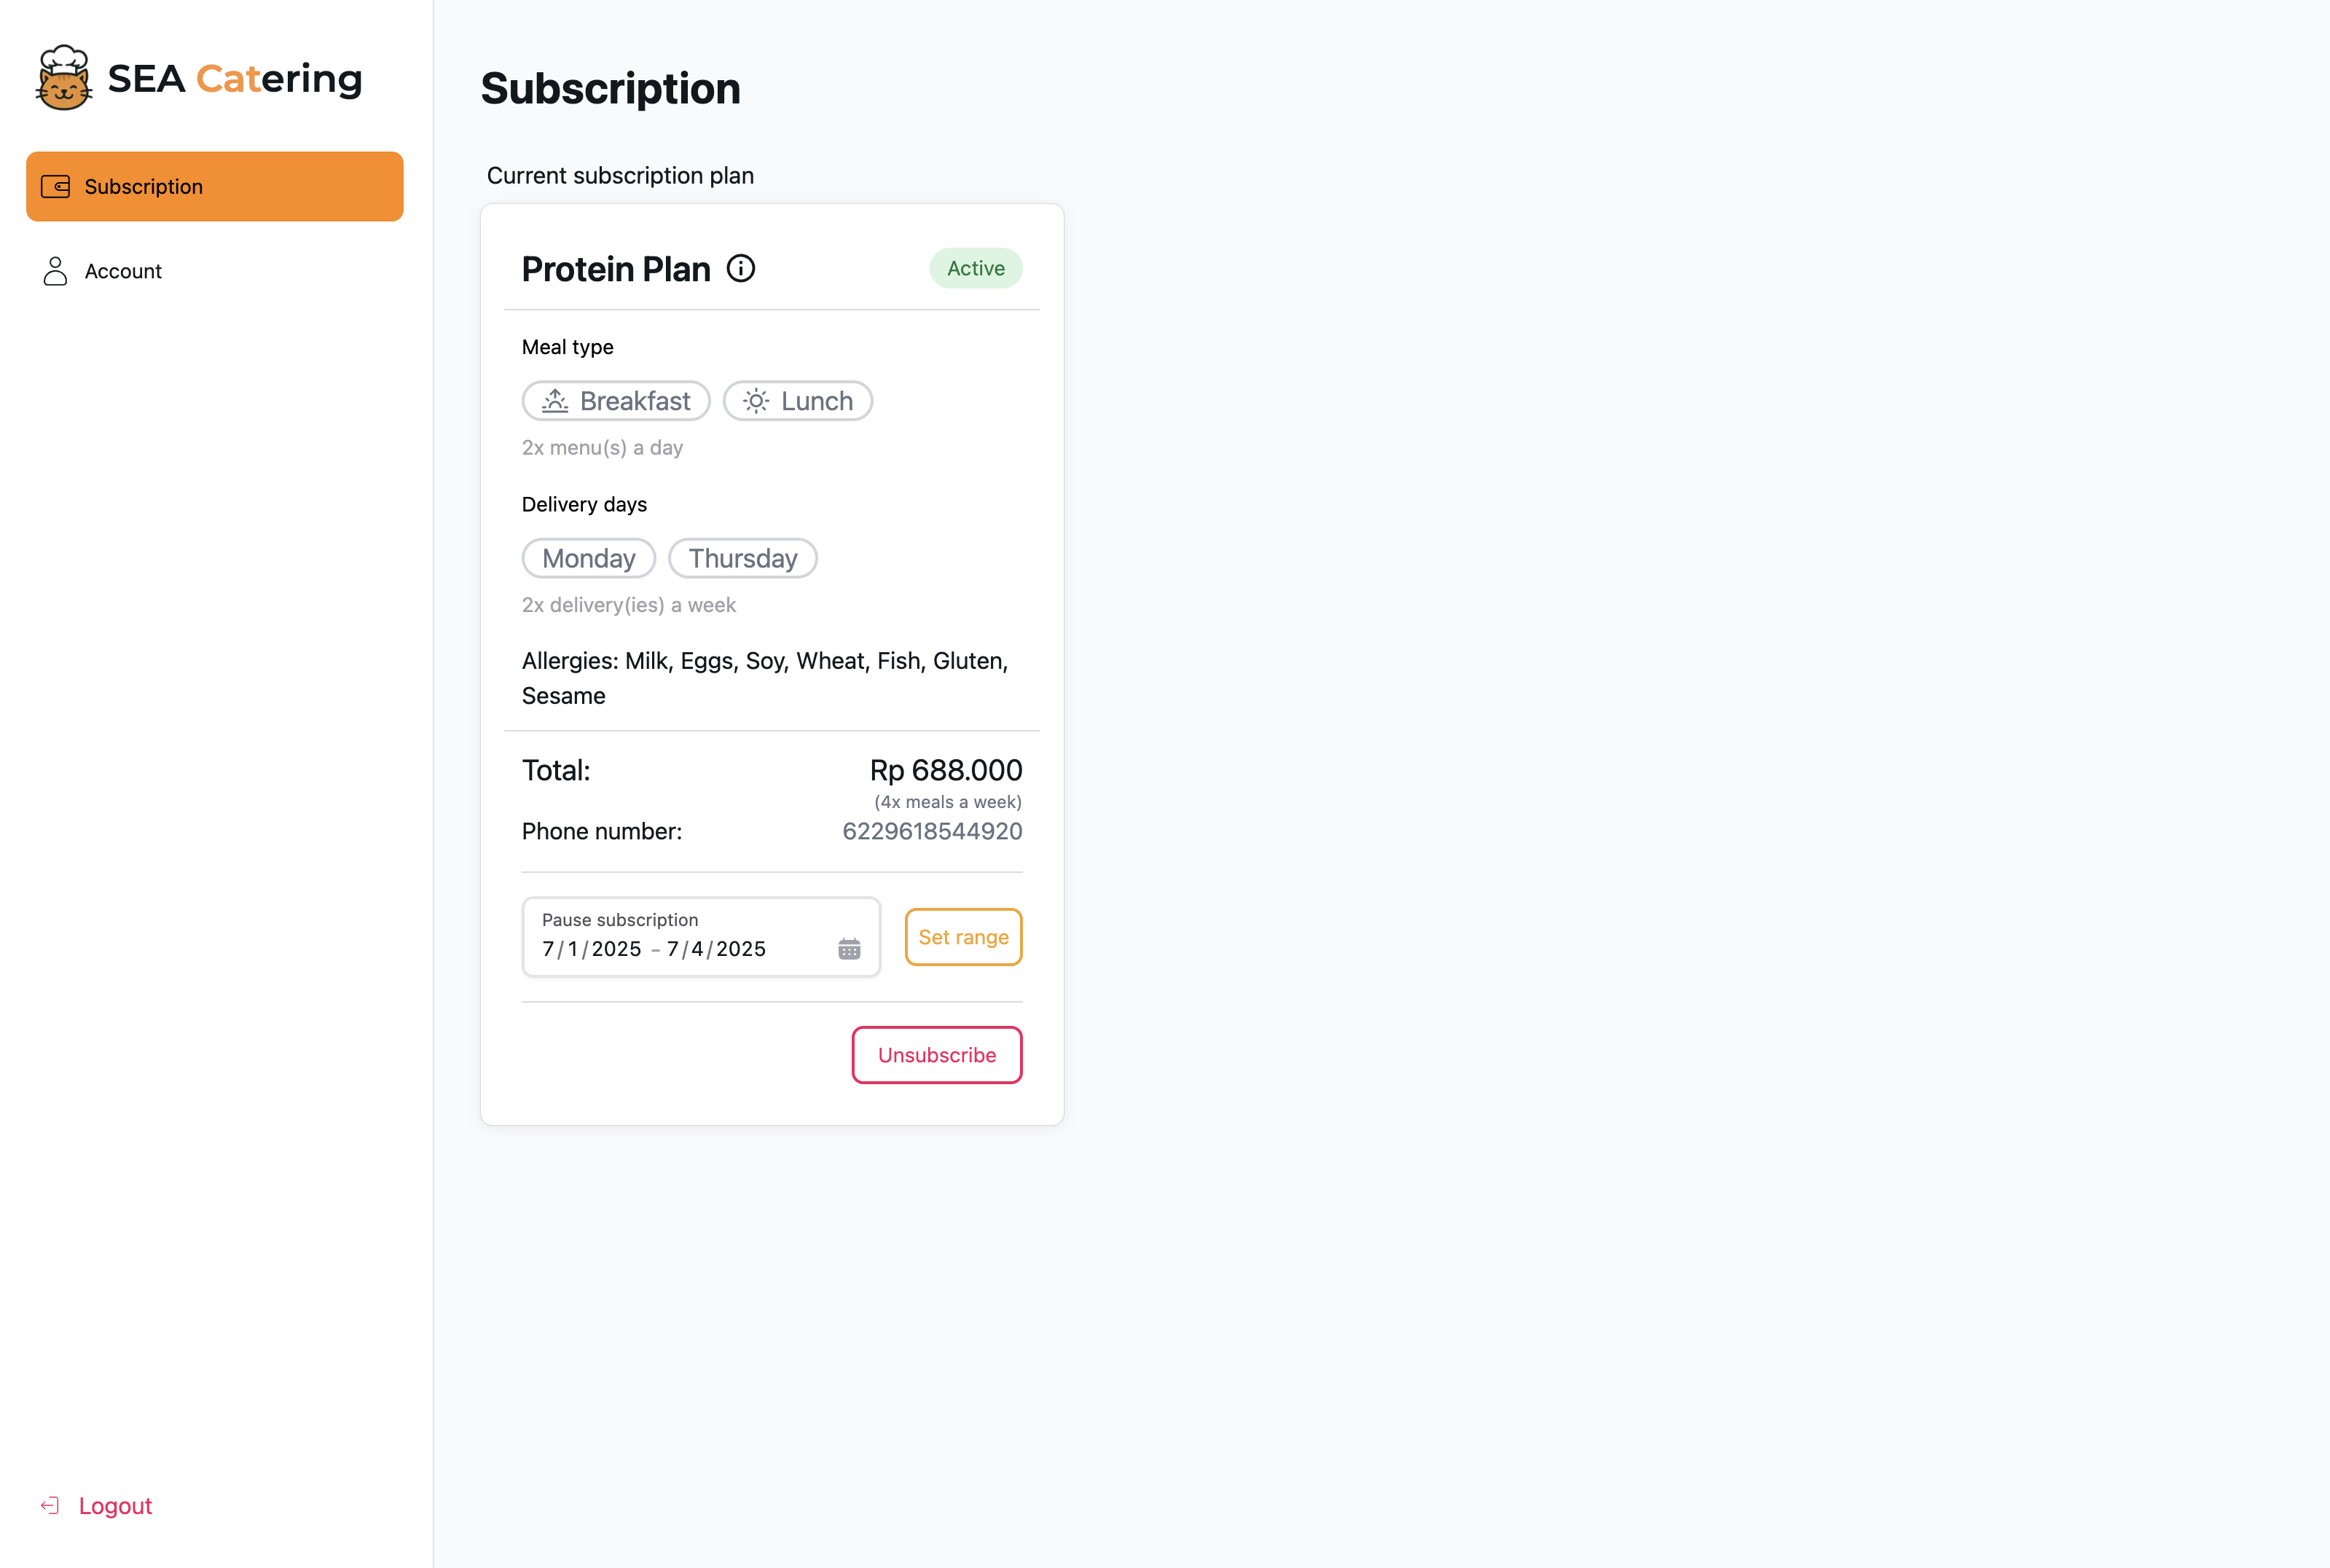 SEA Catering
Subscription
Account
Logout
Subscription
Current subscription plan
Protein Plan
Active
Meal type
Breakfast
Lunch
2x menu(s) a day
Delivery days
Monday
Thursday
2x delivery(ies) a week
Allergies: Milk, Eggs, Soy, Wheat, Fish, Gluten,
Sesame
Total:
Rp 688.000
(4x meals a week)
Phone number:
6229618544920
Pause subscription
7/1/2025 – 7/4/2025
Set range
Unsubscribe